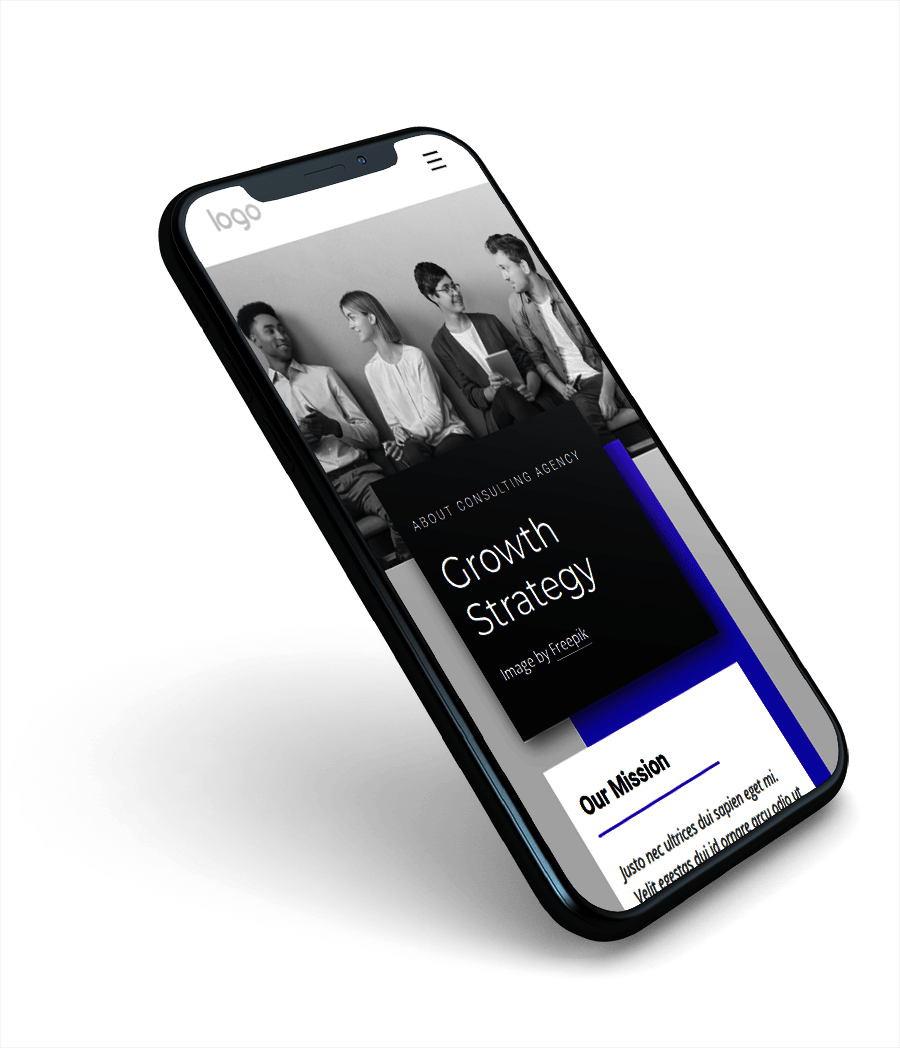 logo
ABOUT CONSULTING AGENCY
Growth
Strategy
Image by Freepik
Our Mission
Justo nec ultrices dui sapien eget mi.
Velit egestas dui id ornare arcu odio ut